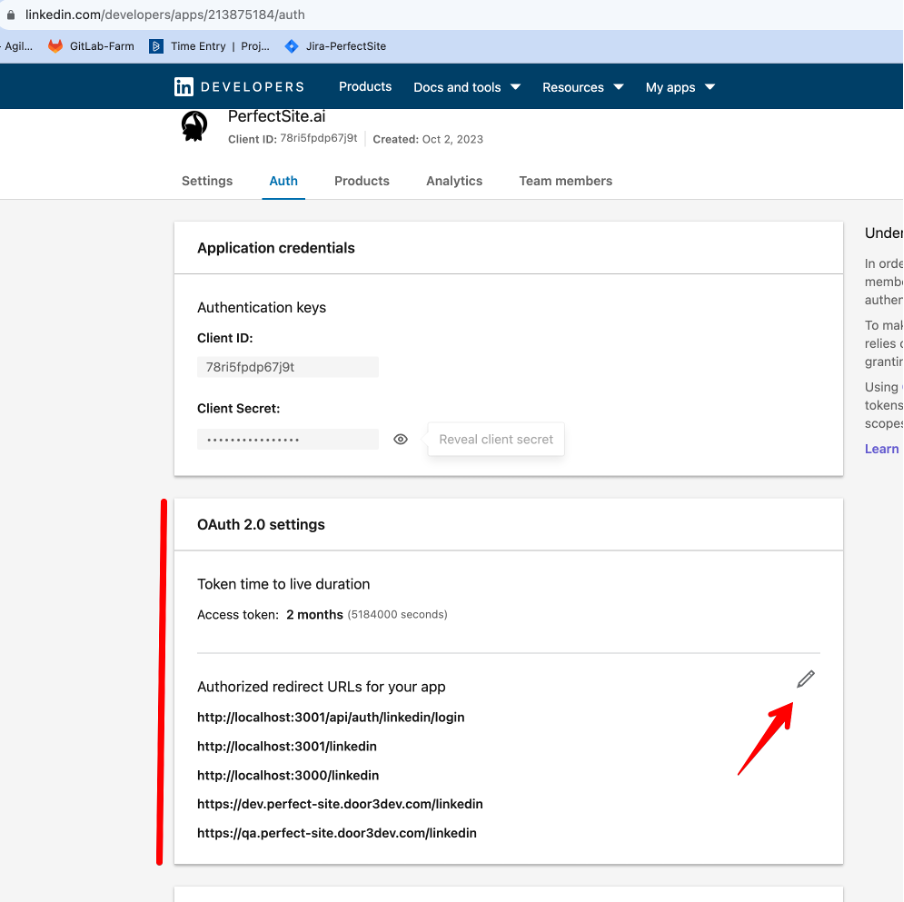 linkedin.com/developers/apps/213875184/auth
Agil... GitLab-Farm Time Entry | Proj... Jira-PerfectSite
in DEVELOPERS Products Docs and tools Resources My apps
PerfectSite.ai
Client ID: 78ri5fpdp67j9t Created: Oct 2, 2023
Settings Auth Products Analytics Team members
Application credentials
Authentication keys
Client ID:
78ri5fpdp67j9t
Client Secret:
••••••••••••••••
Reveal client secret
OAuth 2.0 settings
Token time to live duration
Access token: 2 months (5184000 seconds)
Authorized redirect URLs for your app
http://localhost:3001/api/auth/linkedin/login
http://localhost:3001/linkedin
http://localhost:3000/linkedin
https://dev.perfect-site.door3dev.com/linkedin
https://qa.perfect-site.door3dev.com/linkedin
Under
In orde
membe
authen
To mak
relies c
grantin
Using
tokens
scopes
Learn